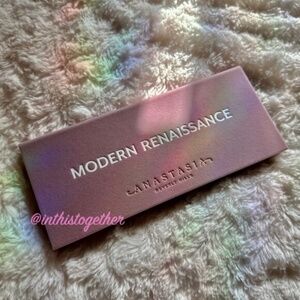 MODERN RENAISSANCE
ANASTASIA
BEVERLY HILLS
@inthistogether